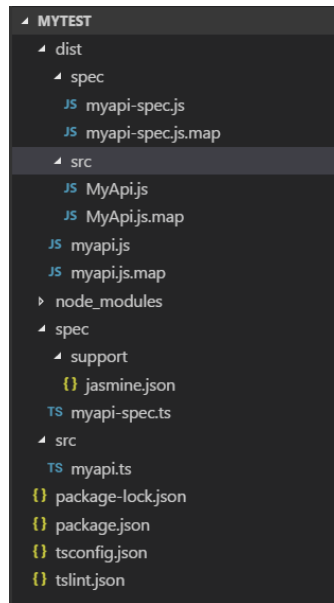 MYTEST
dist
spec
JS myapi-spec.js
JS myapi-spec.js.map
src
JS MyApi.js
JS MyApi.js.map
JS myapi.js
JS myapi.js.map
node_modules
spec
support
{} jasmine.json
TS myapi-spec.ts
src
TS myapi.ts
{} package-lock.json
{} package.json
{} tsconfig.json
{} tslint.json